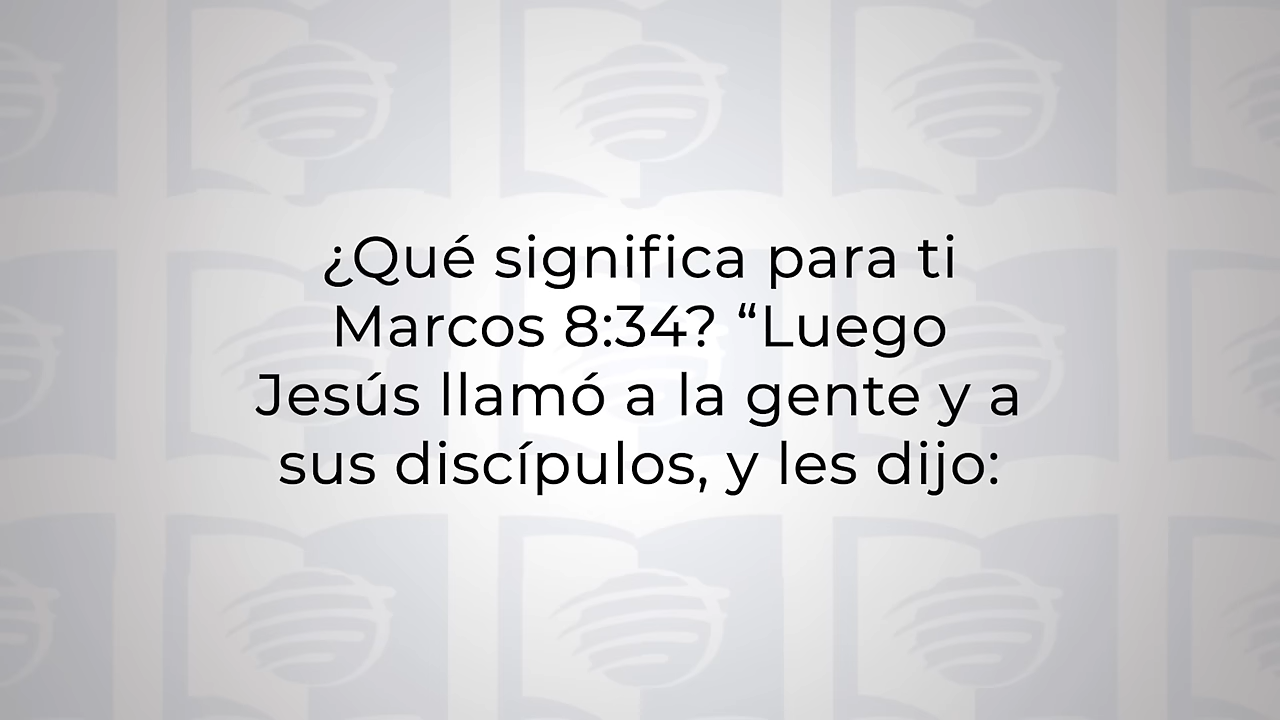 ¿Qué significa para ti
Marcos 8:34? “Luego
Jesús llamó a la gente y a
sus discípulos, y les dijo: